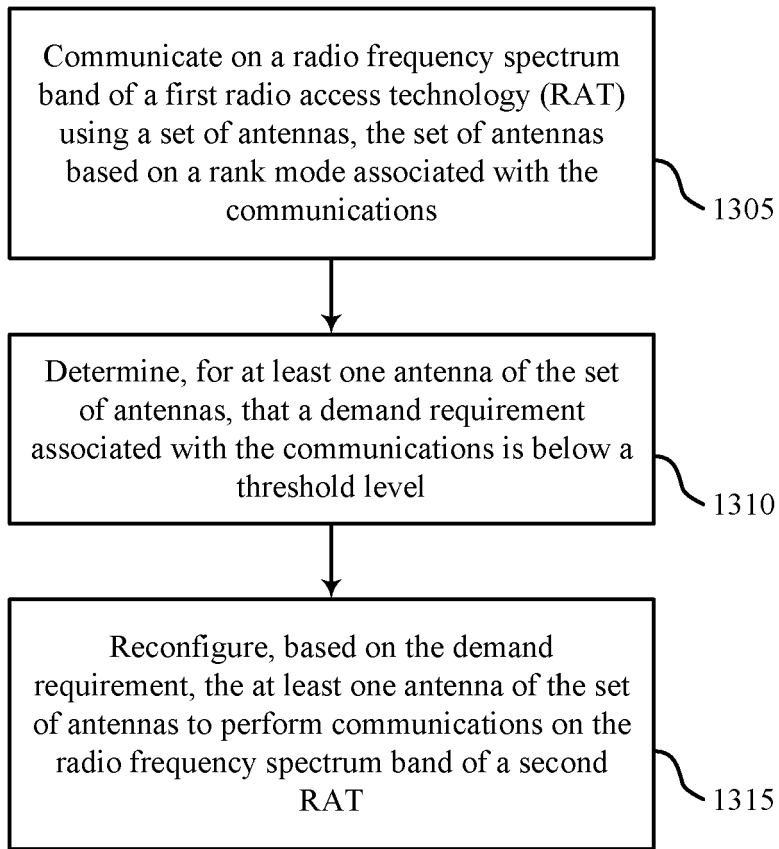 Communicate on a radio frequency spectrum
band of a first radio access technology (RAT)
using a set of antennas, the set of antennas
based on a rank mode associated with the
communications
1305
Determine, for at least one antenna of the set
of antennas, that a demand requirement
associated with the communications is below a
threshold level
1310
Reconfigure, based on the demand
requirement, the at least one antenna of the set
of antennas to perform communications on the
radio frequency spectrum band of a second
RAT
1315